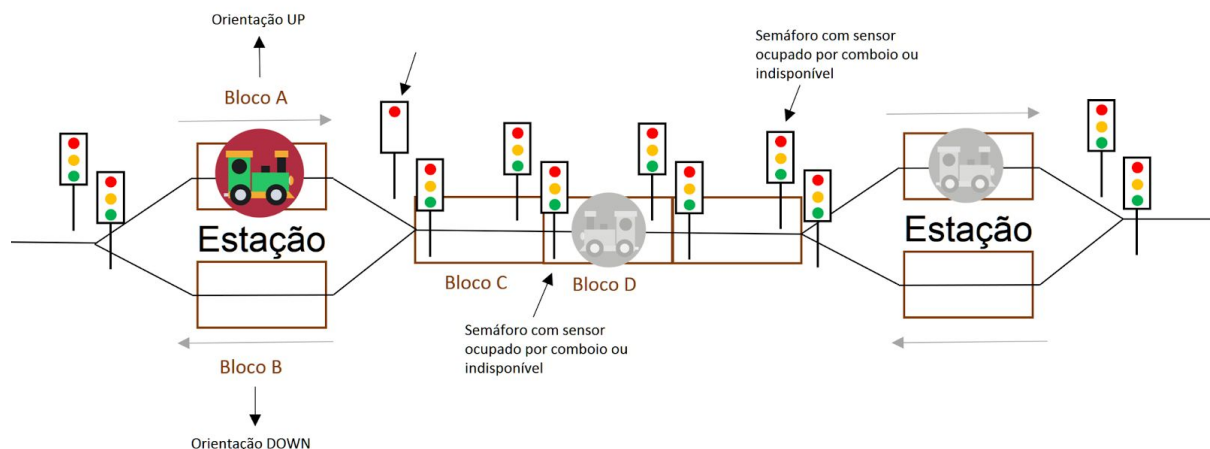 Orientação UP
Semáforo com sensor
ocupado por comboio ou
indisponível
Bloco A
Estação
Estação
Bloco C
Bloco D
Semáforo com sensor
ocupado por comboio ou
indisponível
Bloco B
Orientação DOWN